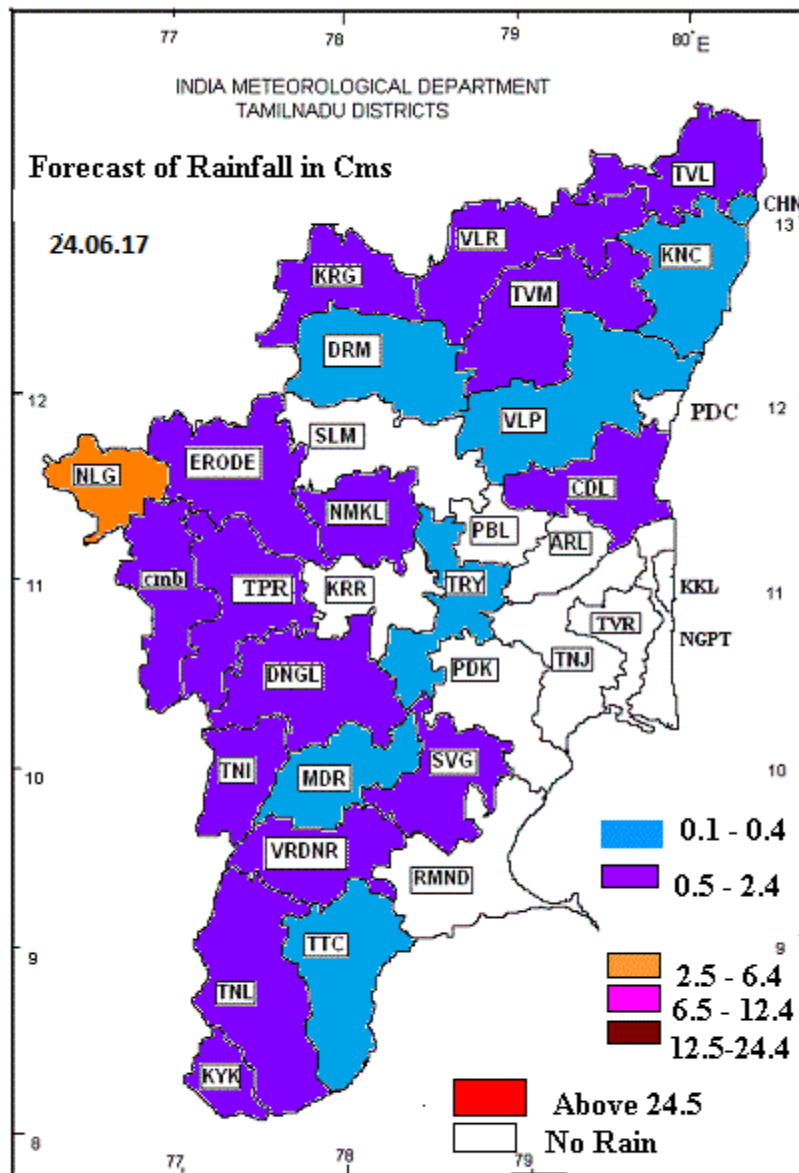 77 78 79 80°E
INDIA METEOROLOGICAL DEPARTMENT
TAMILNADU DISTRICTS
Forecast of Rainfall in Cms
24.06.17
TVL
CHN
13
VLR
KNC
KRG
TVM
DRM
12
12
PDC
VLP
SLM
ERODE
NLG
CDL
NMKL
PBL
ARL
11
cmb
TPR
KRR
TRY
KKL
11
TVR
NGPT
DNGL
PDK
TNJ
10
TNI
MDR
SVG
10
0.1 - 0.4
VRDNR
RMND
0.5 - 2.4
9
TTC
9
2.5 - 6.4
TNL
6.5 - 12.4
12.5-24.4
KYK
Above 24.5
No Rain
8
77 78 79